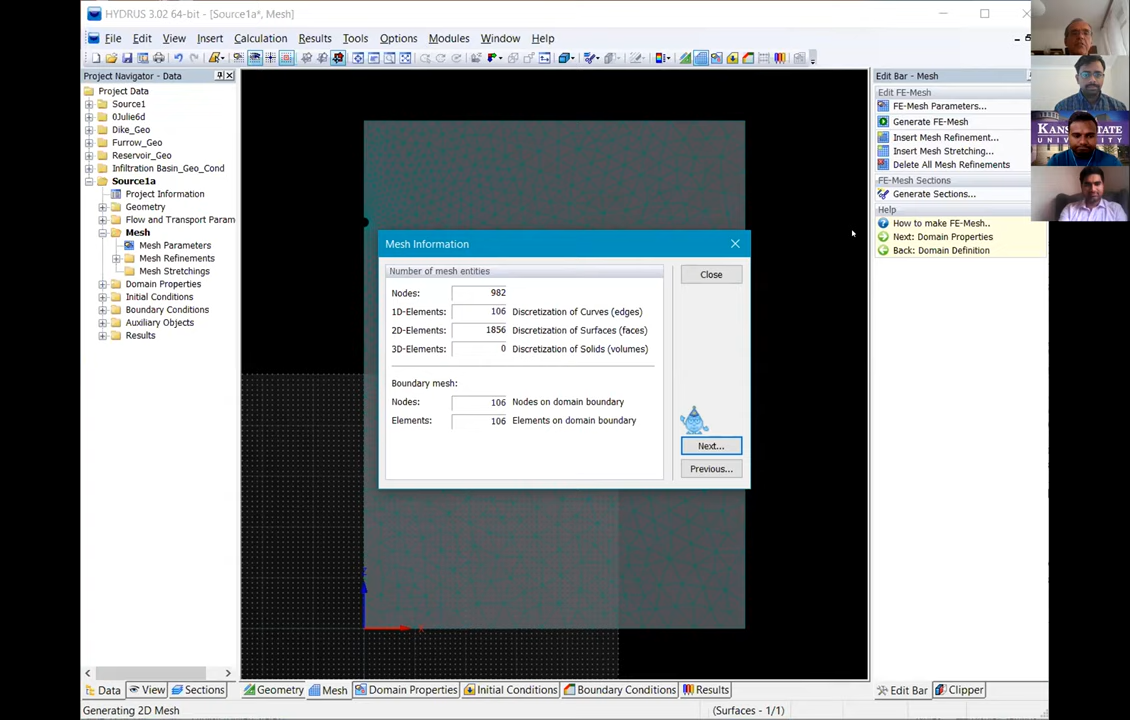 HYDRUS 3.02 64-bit - [Source1a*, Mesh]
File Edit View Insert Calculation Results Tools Options Modules Window Help
Project Navigator - Data
Project Data
Source1
0Julie6d
Dike_Geo
Furrow_Geo
Reservoir_Geo
Infiltration Basin_Geo_Cond
Source1a
Project Information
Geometry
Flow and Transport Param
Mesh
Mesh Parameters
Mesh Refinements
Mesh Stretchings
Domain Properties
Initial Conditions
Boundary Conditions
Auxiliary Objects
Results
Mesh Information
Number of mesh entities
Close
Nodes: 982
1D-Elements: 106 Discretization of Curves (edges)
2D-Elements: 1856 Discretization of Surfaces (faces)
3D-Elements: 0 Discretization of Solids (volumes)
Boundary mesh:
Nodes: 106 Nodes on domain boundary
Elements: 106 Elements on domain boundary
Next...
Previous...
Z
X
Edit Bar - Mesh
Edit FE-Mesh
FE-Mesh Parameters...
Generate FE-Mesh
Insert Mesh Refinement...
Insert Mesh Stretching...
Delete All Mesh Refinements
FE-Mesh Sections
Generate Sections...
Help
How to make FE-Mesh..
Next: Domain Properties
Back: Domain Definition
Data View Sections
Geometry Mesh Domain Properties Initial Conditions Boundary Conditions Results
Edit Bar Clipper
Generating 2D Mesh
(Surfaces - 1/1)